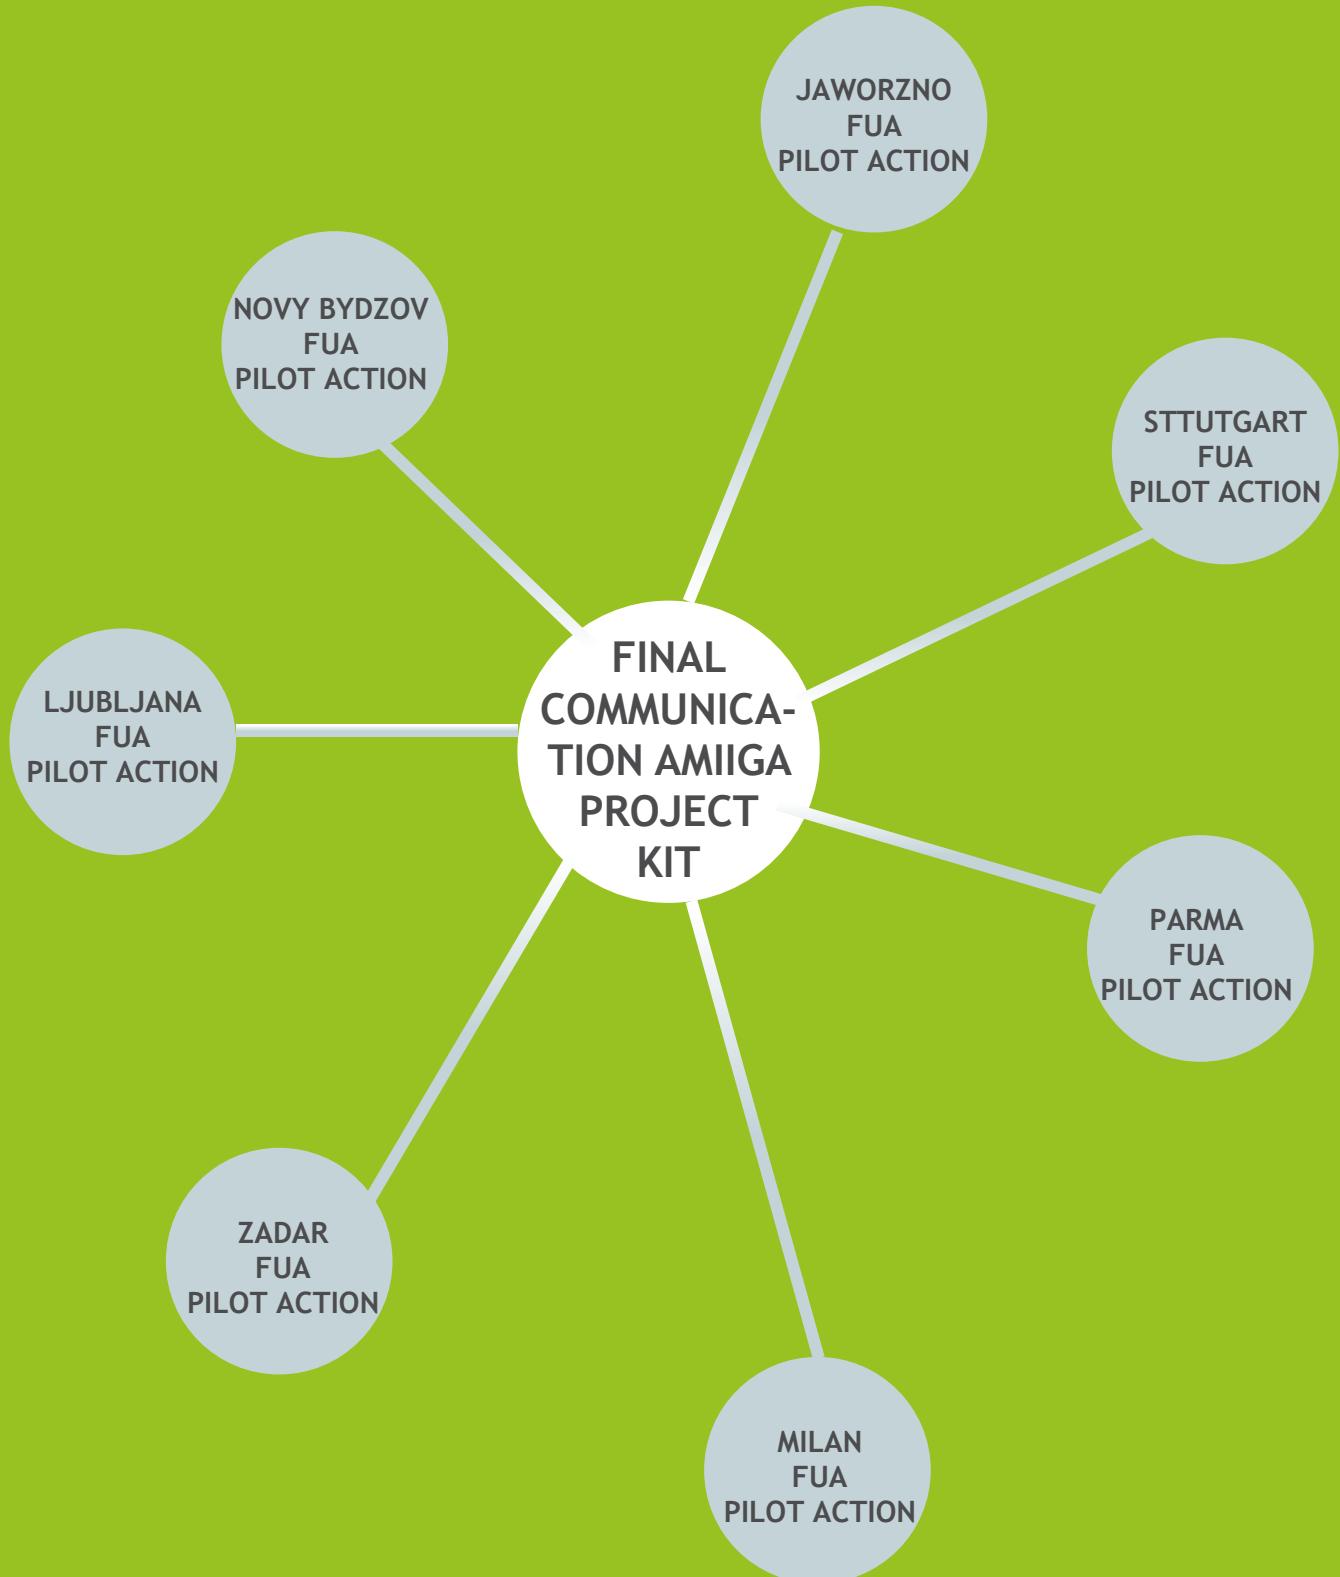 JAWORZNO
FUA
PILOT ACTION
NOVY BYDZOV
FUA
PILOT ACTION
STTUTGART
FUA
PILOT ACTION
FINAL
COMMUNICA-
TION AMIIGA
PROJECT
KIT
LJUBLJANA
FUA
PILOT ACTION
PARMA
FUA
PILOT ACTION
ZADAR
FUA
PILOT ACTION
MILAN
FUA
PILOT ACTION